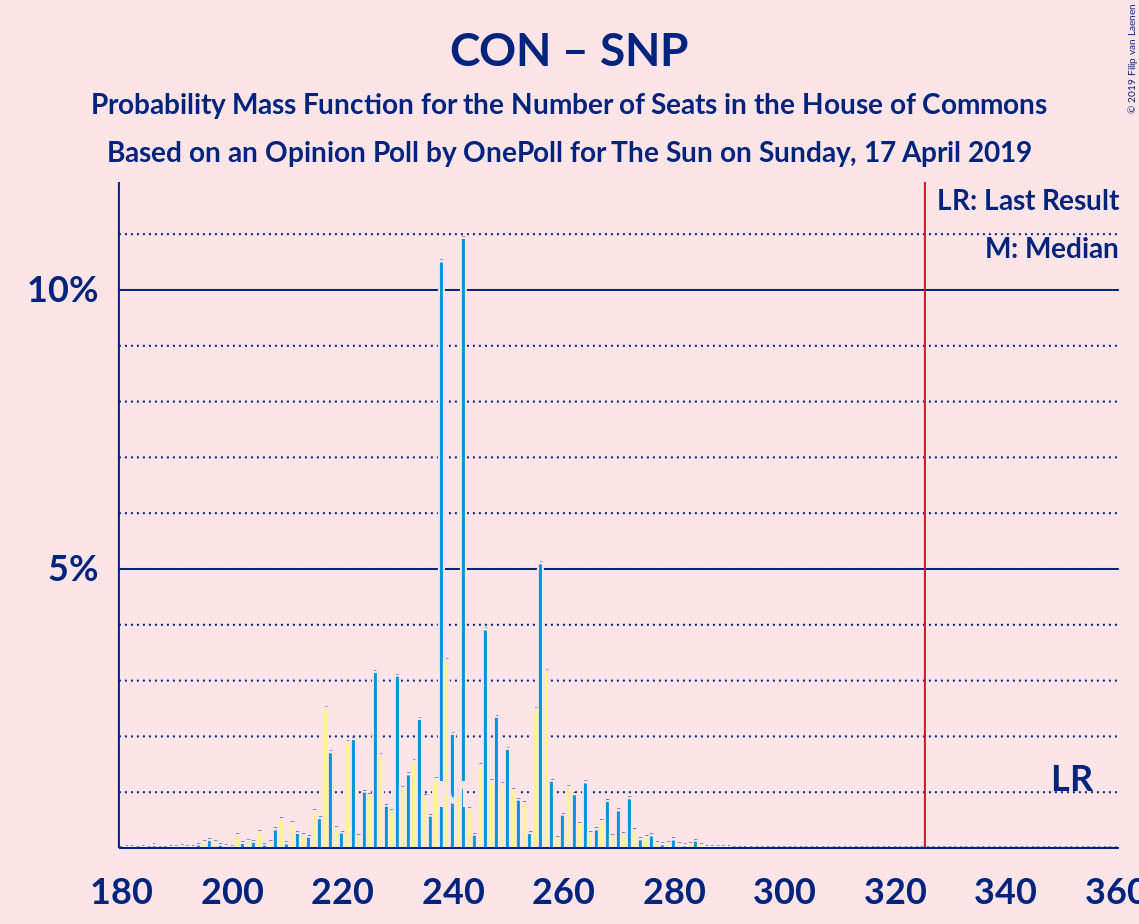 CON – SNP
Probability Mass Function for the Number of Seats in the House of Commons
Based on an Opinion Poll by OnePoll for The Sun on Sunday, 17 April 2019
© 2019 Filip van Laenen
LR: Last Result
M: Median
10%
5%
M
LR
180 200 220 240 260 280 300 320 340 360